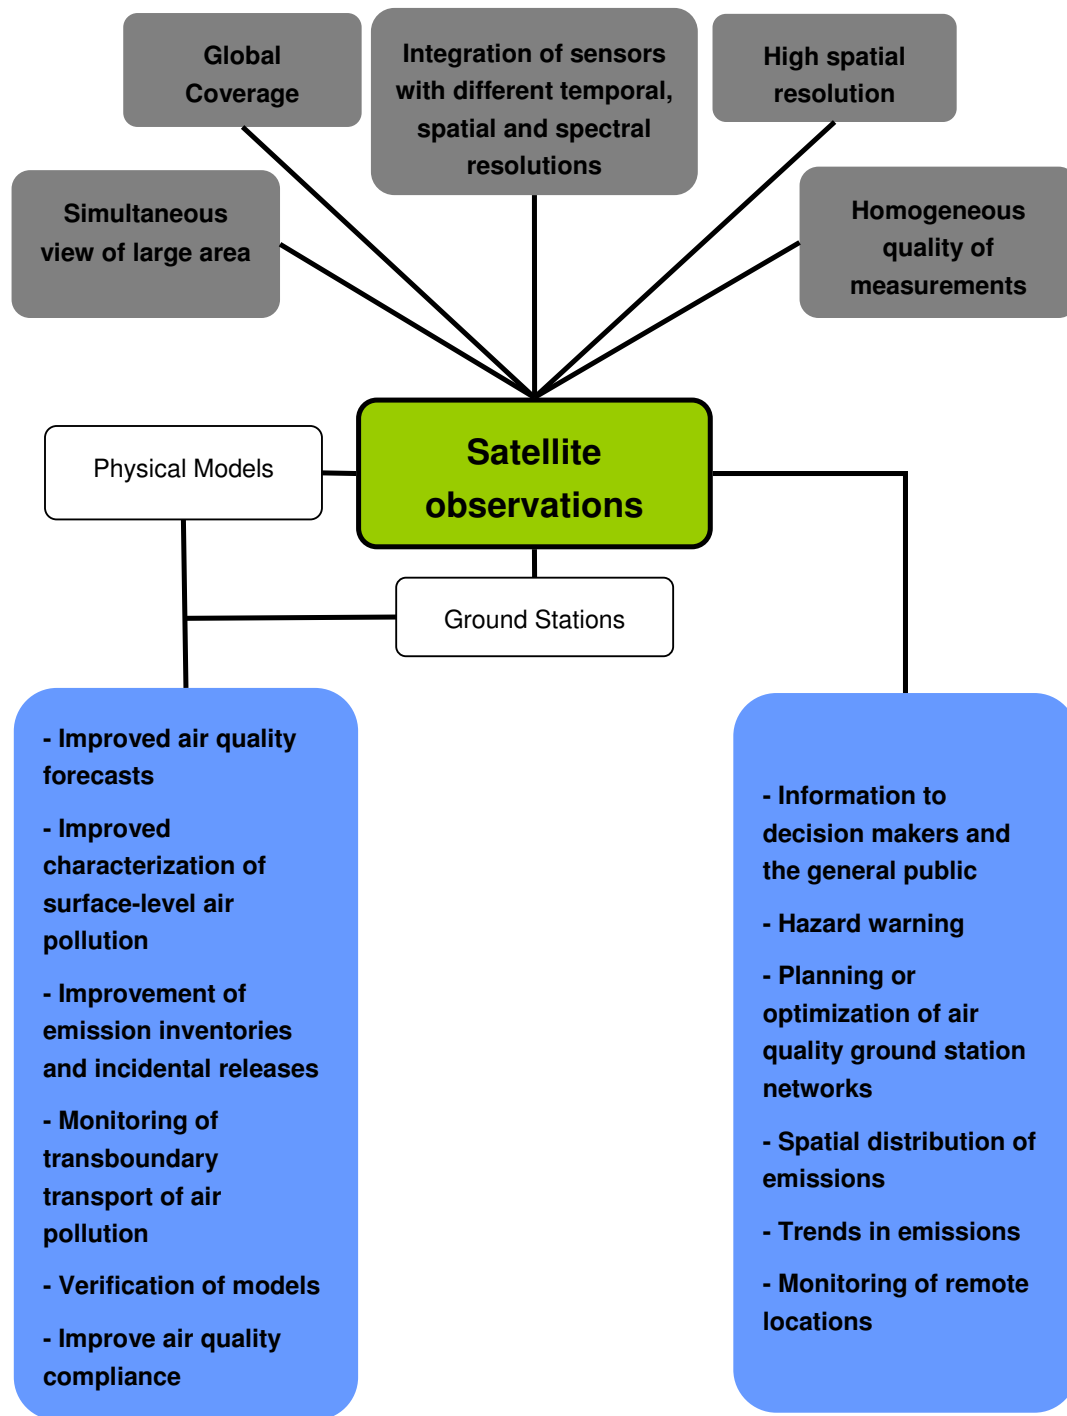 Global
Coverage
Integration of sensors
with different temporal,
spatial and spectral
resolutions
High spatial
resolution
Simultaneous
view of large area
Homogeneous
quality of
measurements
Satellite
observations
Physical Models
Ground Stations
- Improved air quality
forecasts
- Improved
characterization of
surface-level air
pollution
- Improvement of
emission inventories
and incidental releases
- Monitoring of
transboundary
transport of air
pollution
- Verification of models
- Improve air quality
compliance
- Information to
decision makers and
the general public
- Hazard warning
- Planning or
optimization of air
quality ground station
networks
- Spatial distribution of
emissions
- Trends in emissions
- Monitoring of remote
locations